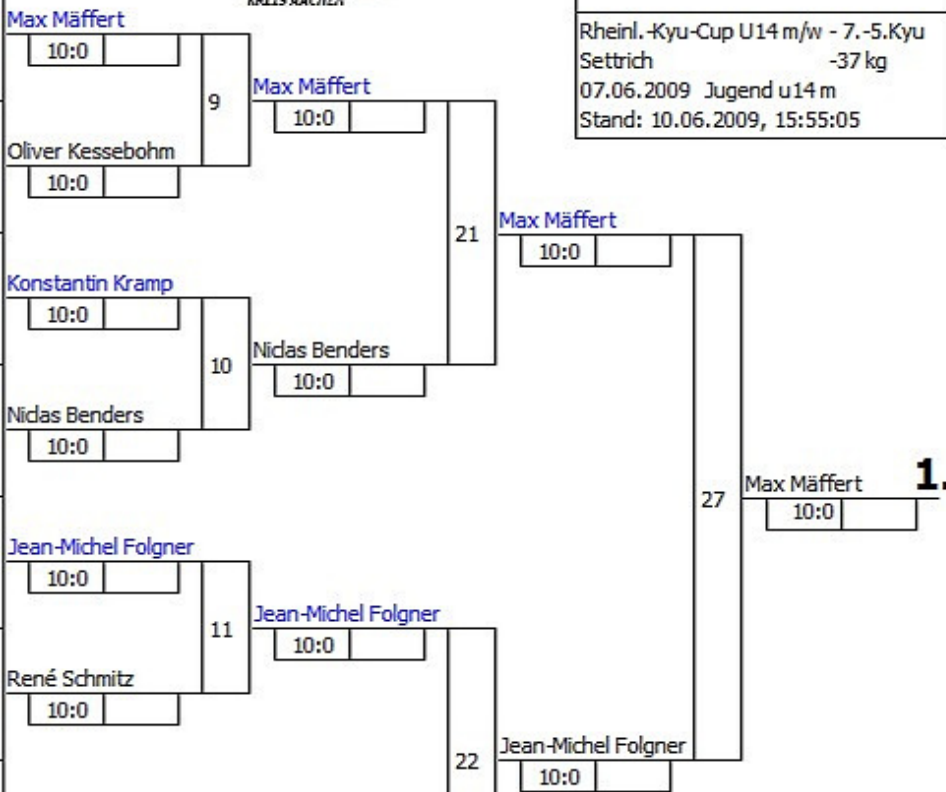 KREIS AACHEN
Rheinl.-Kyu-Cup U14 m/w - 7.-5.Kyu
Settrich -37 kg
07.06.2009 Jugend u14 m
Stand: 10.06.2009, 15:55:05
Max Mäffert
10:0
9
Oliver Kessebohm
10:0
Max Mäffert
10:0
21
Konstantin Kramp
10:0
10
Niclas Benders
10:0
Niclas Benders
10:0
Max Mäffert
10:0
27
Max Mäffert 1.
10:0
Jean-Michel Folgner
10:0
11
René Schmitz
10:0
Jean-Michel Folgner
10:0
22
Jean-Michel Folgner
10:0